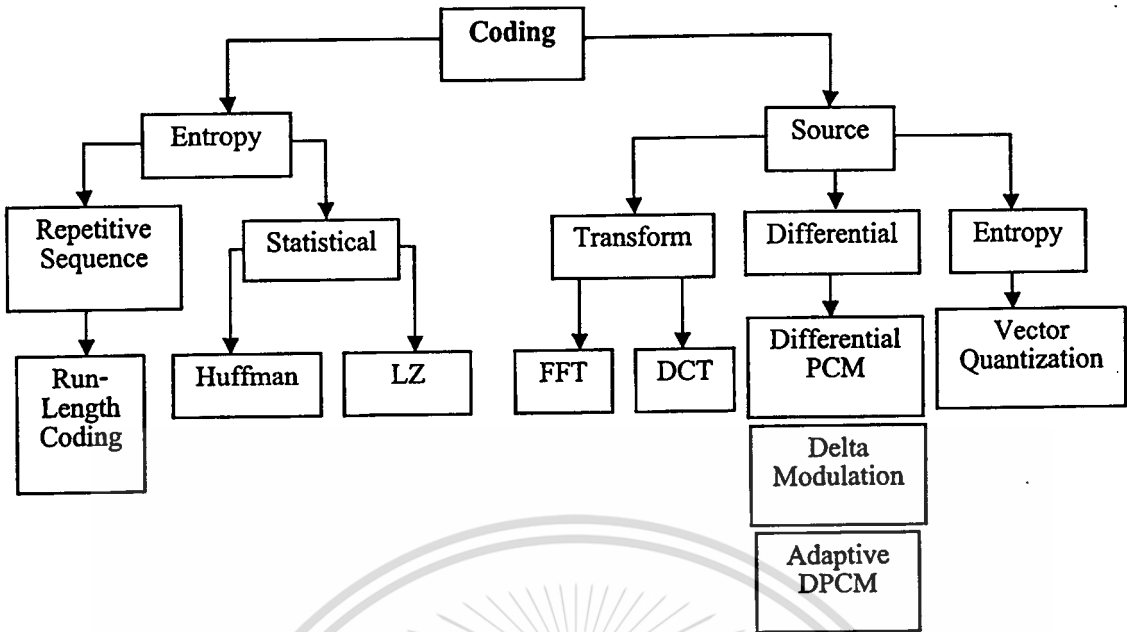 Coding
Entropy
Source
Repetitive
Sequence
Statistical
Transform
Differential
Entropy
Run-
Length
Coding
Huffman
LZ
FFT
DCT
Differential
PCM
Vector
Quantization
Delta
Modulation
Adaptive
DPCM